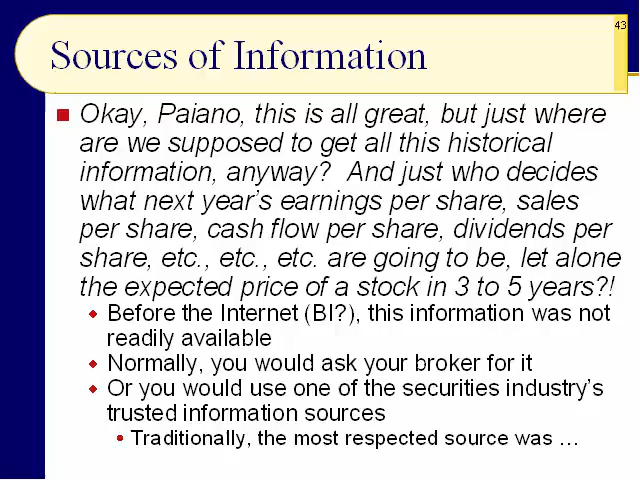 43
Sources of Information
Okay, Paiano, this is all great, but just where
are we supposed to get all this historical
information, anyway?  And just who decides
what next year's earnings per share, sales
per share, cash flow per share, dividends per
share, etc., etc., etc. are going to be, let alone
the expected price of a stock in 3 to 5 years?!
Before the Internet (BI?), this information was not
readily available
Normally, you would ask your broker for it
Or you would use one of the securities industry's
trusted information sources
Traditionally, the most respected source was …